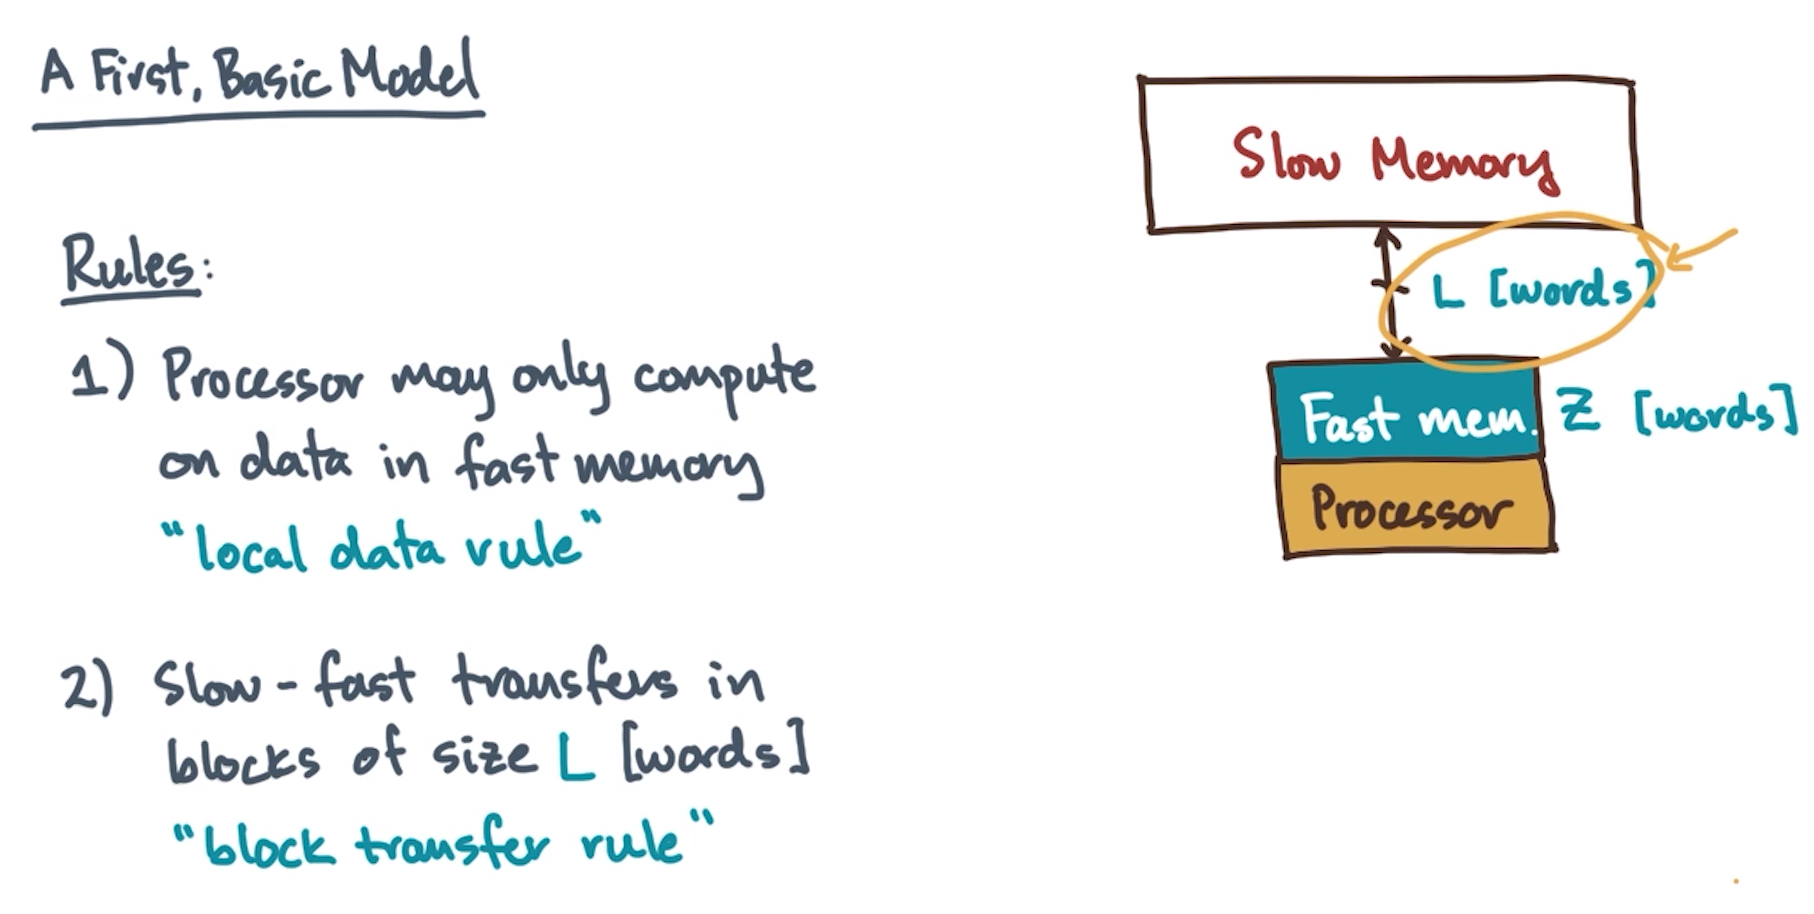 A First, Basic Model
Rules:
1) Processor may only compute
on data in fast memory
"local data rule"
2) Slow-fast transfers in
blocks of size L [words]
"block transfer rule"
Slow Memory
L [words]
Fast mem. Z [words]
Processor